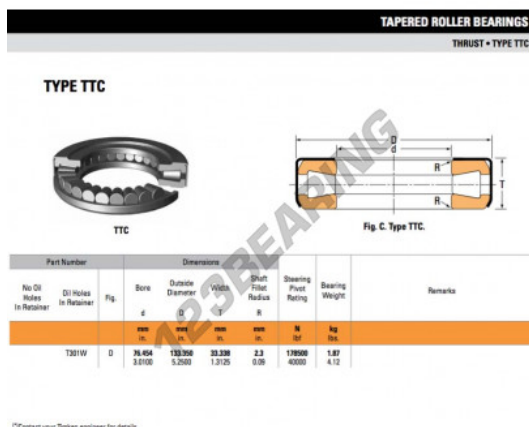 TAPERED ROLLER BEARINGS
THRUST • TYPE TTC
TYPE TTC
D
d
R
T
R
TTC
Fig. C. Type TTC.
123BEARING
Part Number Dimensions
No Oil Holes In Retainer Oil Holes In Retainer Fig. Bore Outside Diameter Width Shaft Fillet Radius Steering Pivot Rating Bearing Weight Remarks
d D T R
mm mm mm mm N kg
in. in. in. in. lbf lbs.
T301W D 76.454 133.350 33.338 2.3 178500 1.87
3.0100 5.2500 1.3125 0.09 40000 4.12